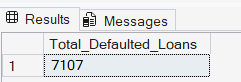 Results Messages
Total_Defaulted_Loans
1 7107